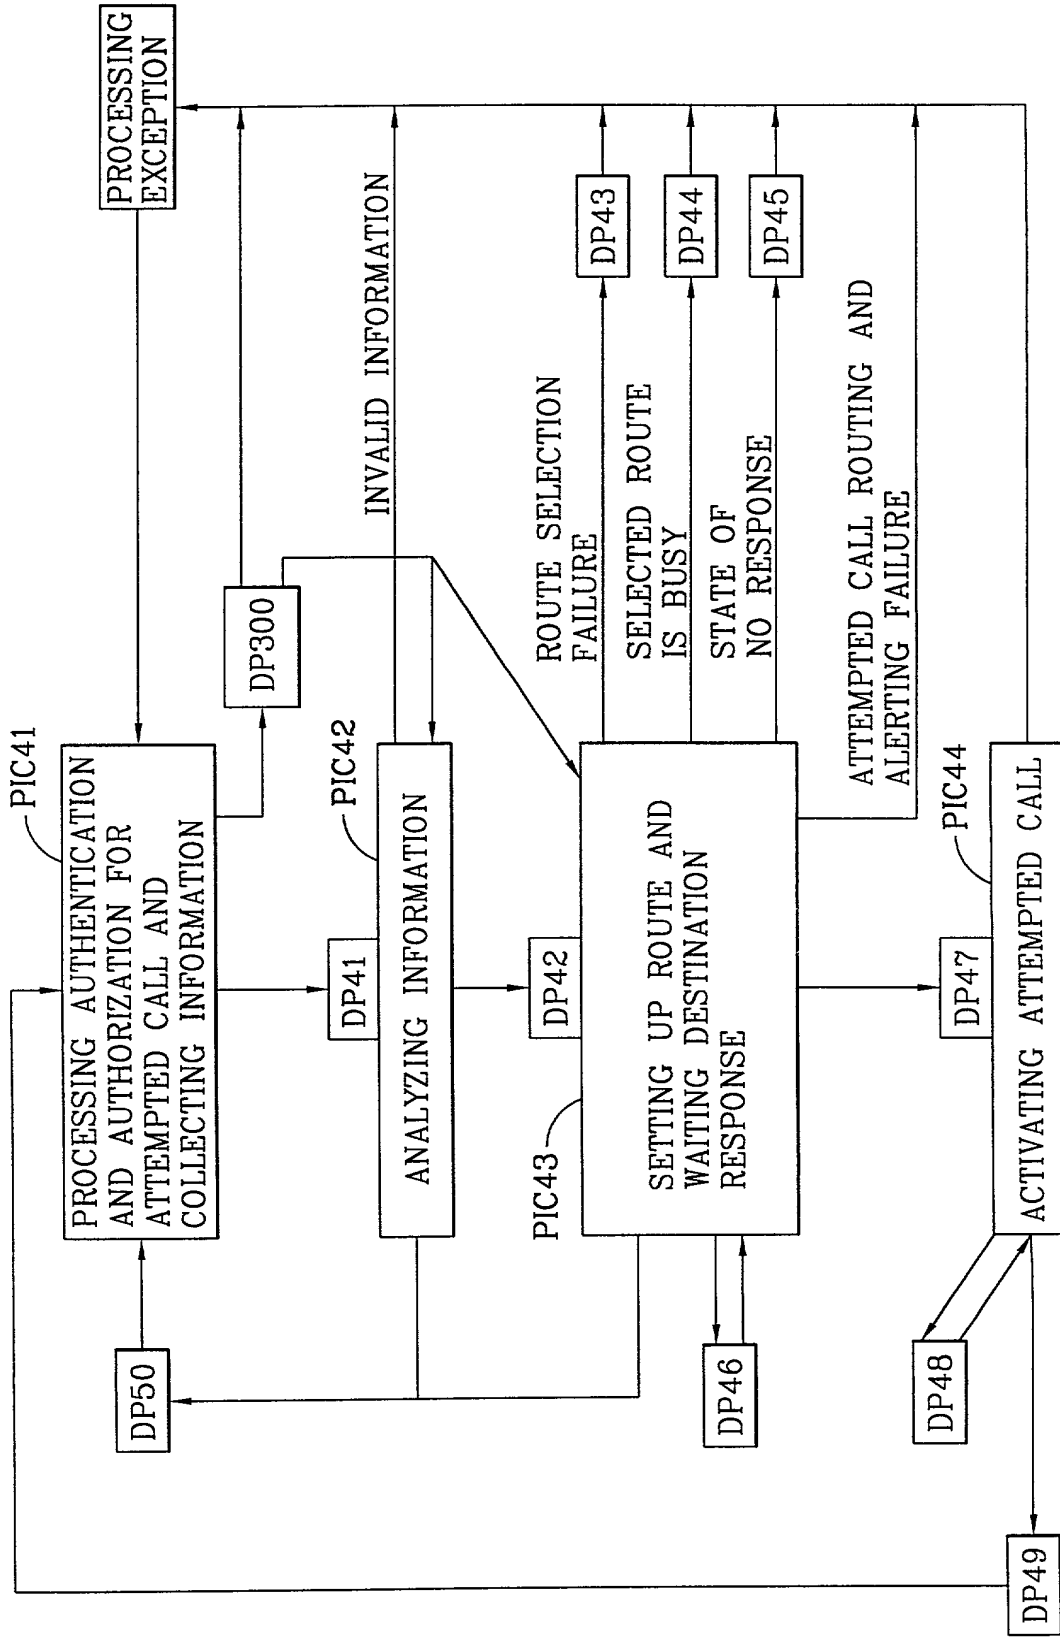 PIC41
PROCESSING AUTHENTICATION
AND AUTHORIZATION FOR
ATTEMPTED CALL AND
COLLECTING INFORMATION
PROCESSING
EXCEPTION
DP50
DP300
DP41
PIC42
ANALYZING INFORMATION
INVALID INFORMATION
DP42
PIC43
SETTING UP ROUTE AND
WAITING DESTINATION
RESPONSE
ROUTE SELECTION
FAILURE
DP43
SELECTED ROUTE
IS BUSY
DP44
STATE OF
NO RESPONSE
DP45
DP46
ATTEMPTED CALL ROUTING AND
ALERTING FAILURE
DP47
PIC44
DP48
ACTIVATING ATTEMPTED CALL
DP49